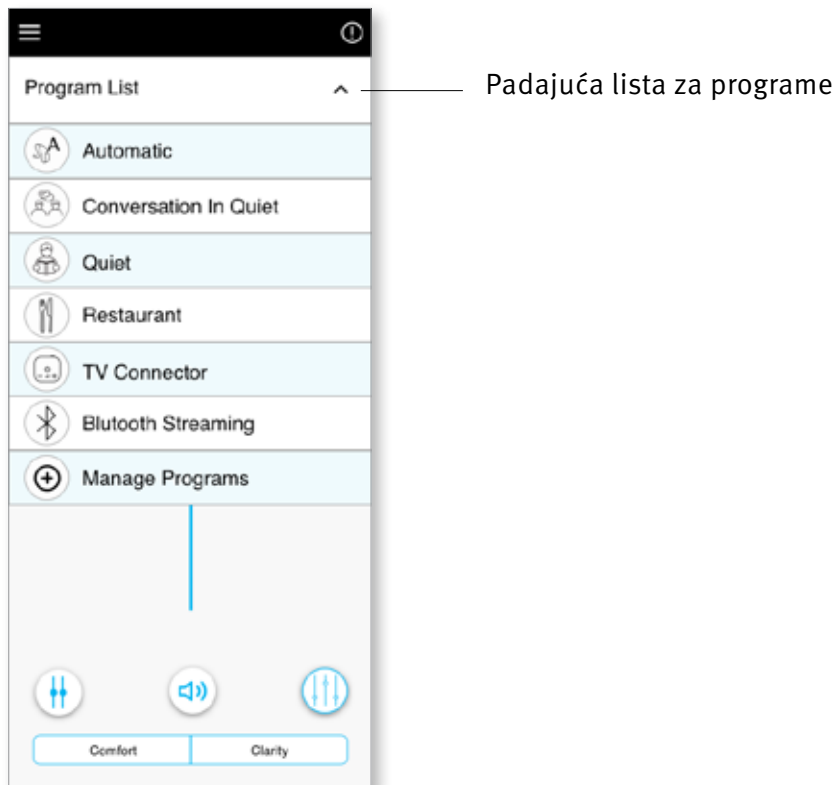 Program List
Padajuća lista za programe
Automatic
Conversation In Quiet
Quiet
Restaurant
TV Connector
Blutooth Streaming
Manage Programs
Comfort
Clarity